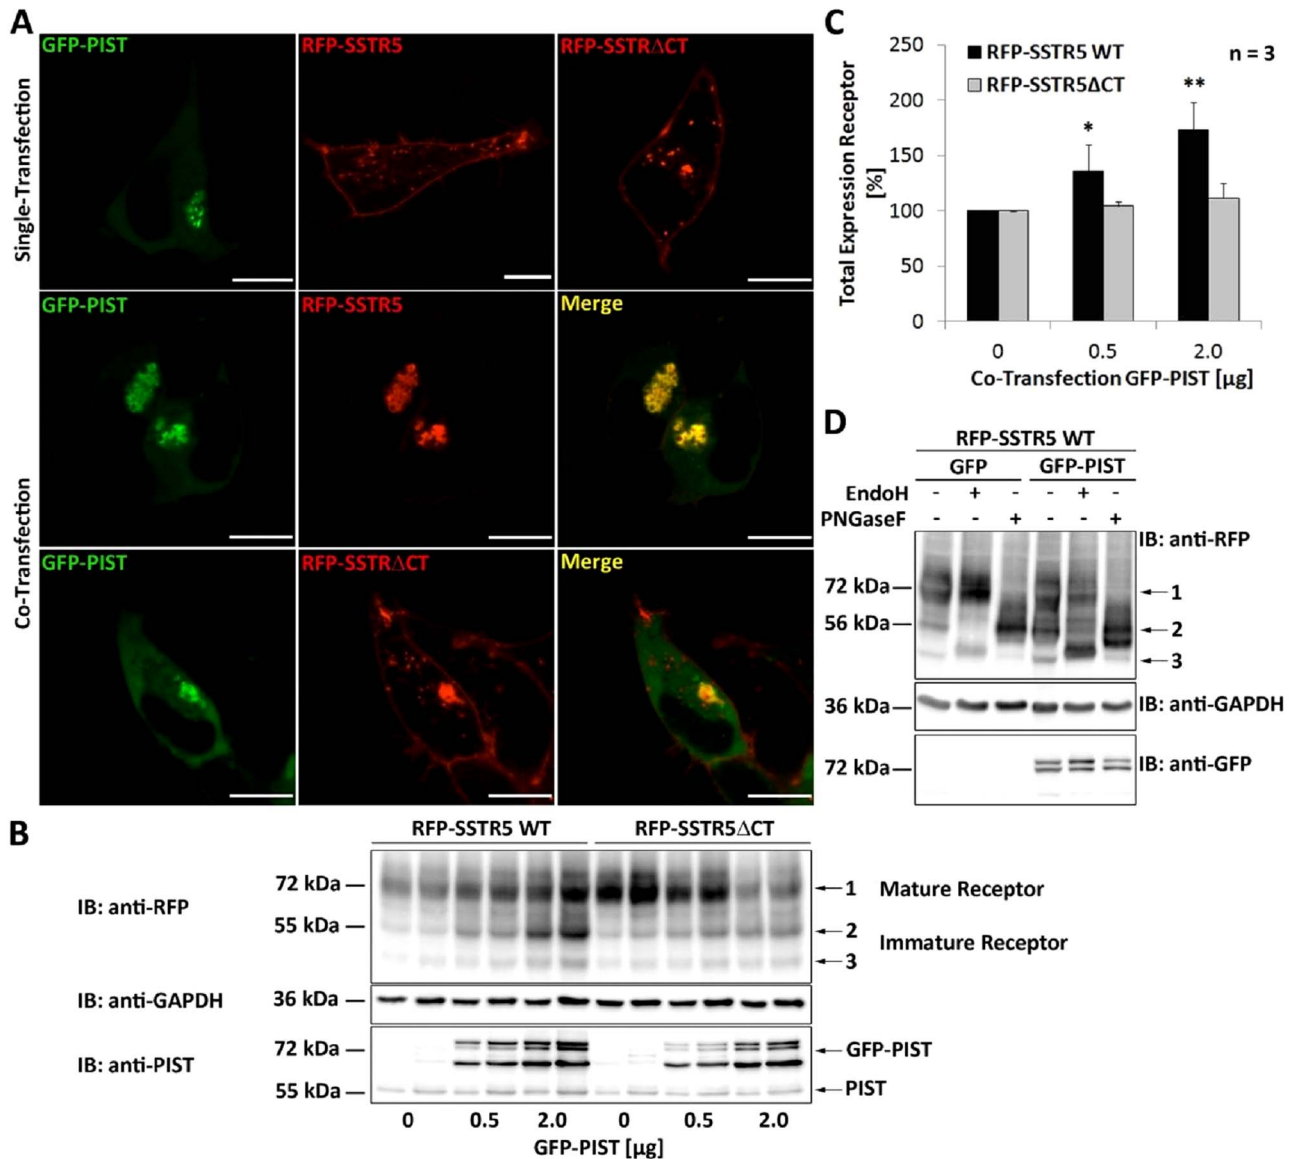 A
Single-Transfection
GFP-PIST
RFP-SSTR5
RFP-SSTRΔCT
Co-Transfection
GFP-PIST
RFP-SSTR5
Merge
GFP-PIST
RFP-SSTRΔCT
Merge
B
RFP-SSTR5 WT
RFP-SSTR5ΔCT
IB: anti-RFP
72 kDa
55 kDa
1
Mature Receptor
2
Immature Receptor
3
IB: anti-GAPDH
36 kDa
IB: anti-PIST
72 kDa
55 kDa
GFP-PIST
PIST
0 0.5 2.0 0 0.5 2.0
GFP-PIST [µg]
C
Total Expression Receptor
[%]
250
200
150
100
50
0
RFP-SSTR5 WT
RFP-SSTR5ΔCT
n = 3
*
**
0 0.5 2.0
Co-Transfection GFP-PIST [µg]
D
RFP-SSTR5 WT
GFP GFP-PIST
EndoH - + - - + -
PNGaseF - - + - - +
IB: anti-RFP
72 kDa
56 kDa
1
2
3
36 kDa
IB: anti-GAPDH
72 kDa
IB: anti-GFP